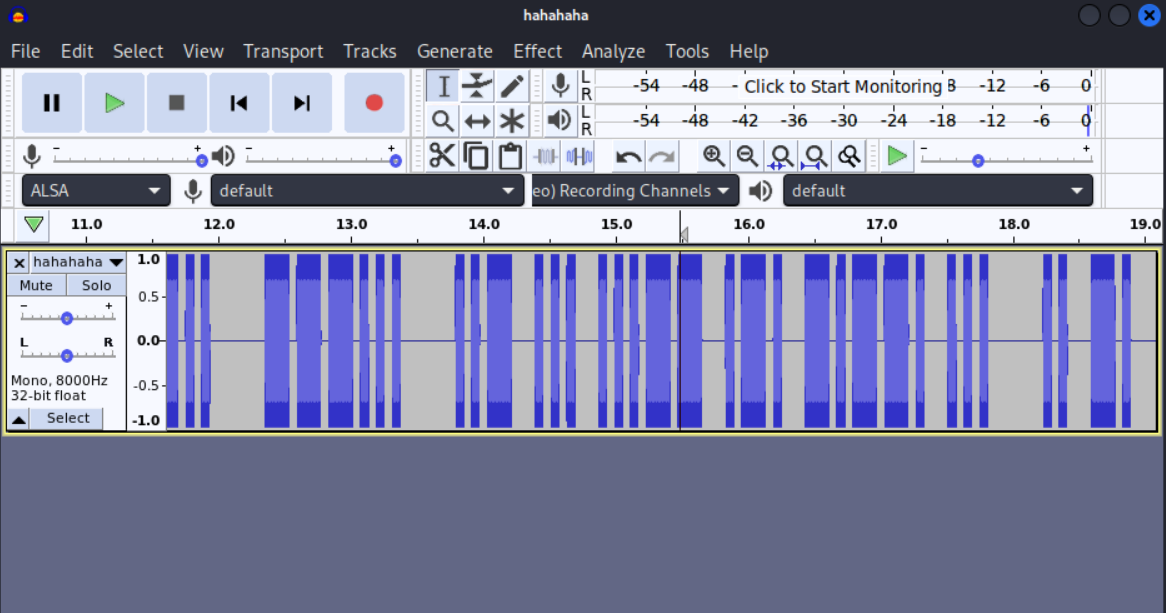 hahahaha
File Edit Select View Transport Tracks Generate Effect Analyze Tools Help
L
R
-54 -48 - Click to Start Monitoring 8 -12 -6 0
L
R
-54 -48 -42 -36 -30 -24 -18 -12 -6 0
- + - + - +
ALSA default eo) Recording Channels default
11.0 12.0 13.0 14.0 15.0 16.0 17.0 18.0 19.0
hahahaha
Mute Solo
- +
L R
Mono, 8000Hz
32-bit float
Select
1.0
0.5
0.0
-0.5
-1.0